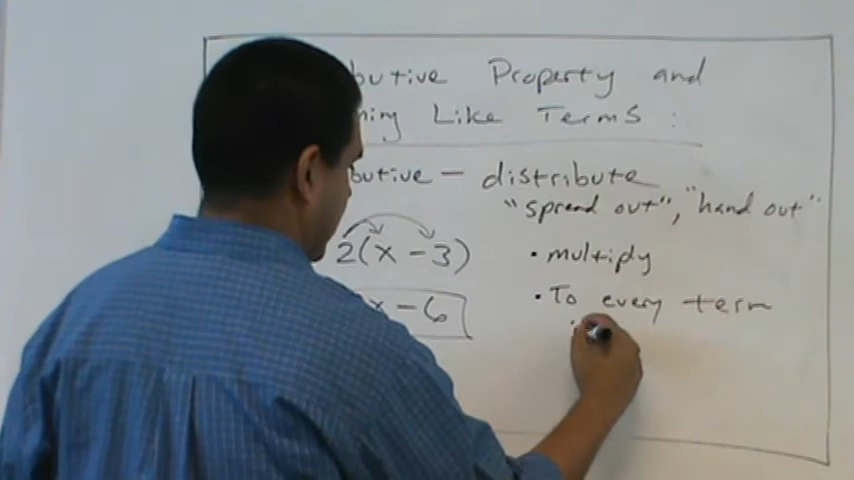 butive Property and
ning Like Terms :
butive - distribute
"spread out", "hand out"
2(x - 3)
• multiply
x - 6
• To every term